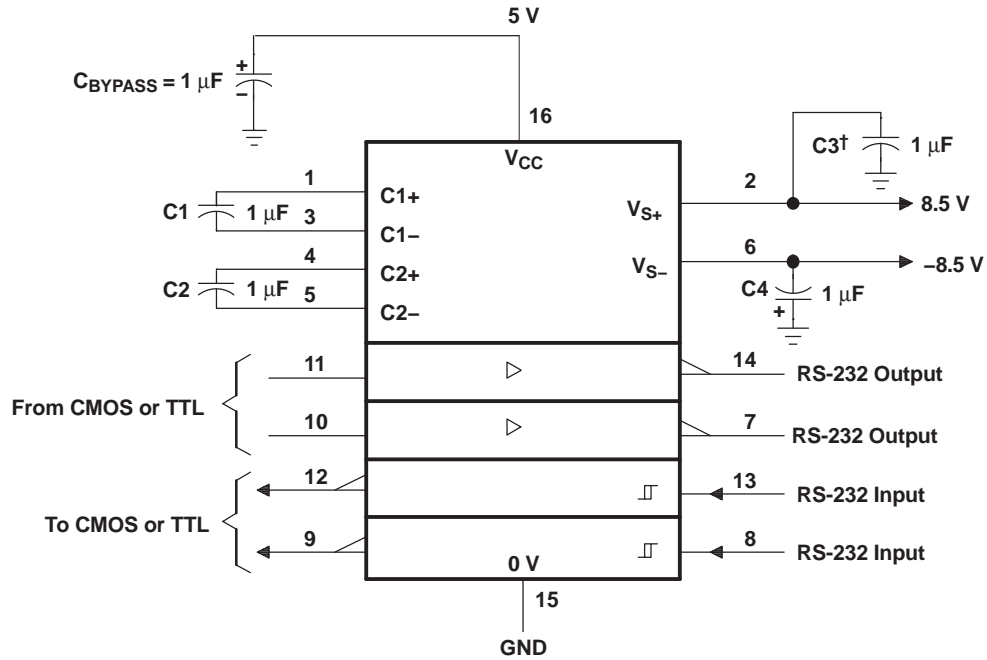 5 V
CBYPASS = 1 μF
+
−
16
VCC
C3†
1 μF
1
C1+
C1
1 μF
3
C1−
2
VS+
8.5 V
4
C2+
C2
1 μF
5
C2−
6
VS−
−8.5 V
C4
1 μF
+
11
14
RS-232 Output
From CMOS or TTL
10
7
RS-232 Output
12
13
RS-232 Input
To CMOS or TTL
9
8
RS-232 Input
0 V
15
GND